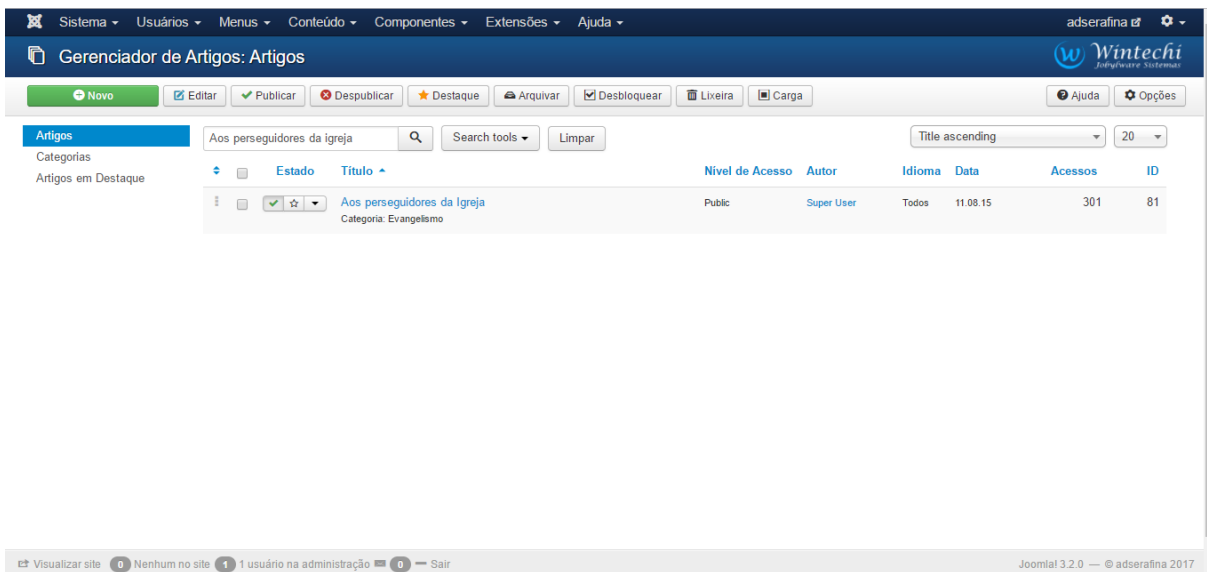 Sistema Usuários Menus Conteúdo Componentes Extensões Ajuda adserafina
Gerenciador de Artigos: Artigos
Wintechi
Jobylware Sistemas
Novo Editar Publicar Despublicar Destaque Arquivar Desbloquear Lixeira Carga Ajuda Opções
Artigos
Categorias
Artigos em Destaque
Aos perseguidores da igreja Search tools Limpar Title ascending 20
Estado Título Nível de Acesso Autor Idioma Data Acessos ID
Aos perseguidores da Igreja Public Super User Todos 11.08.15 301 81
Categoria: Evangelismo
Visualizar site 0 Nenhum no site 1 1 usuário na administração 0 Sair Joomla! 3.2.0 — © adserafina 2017